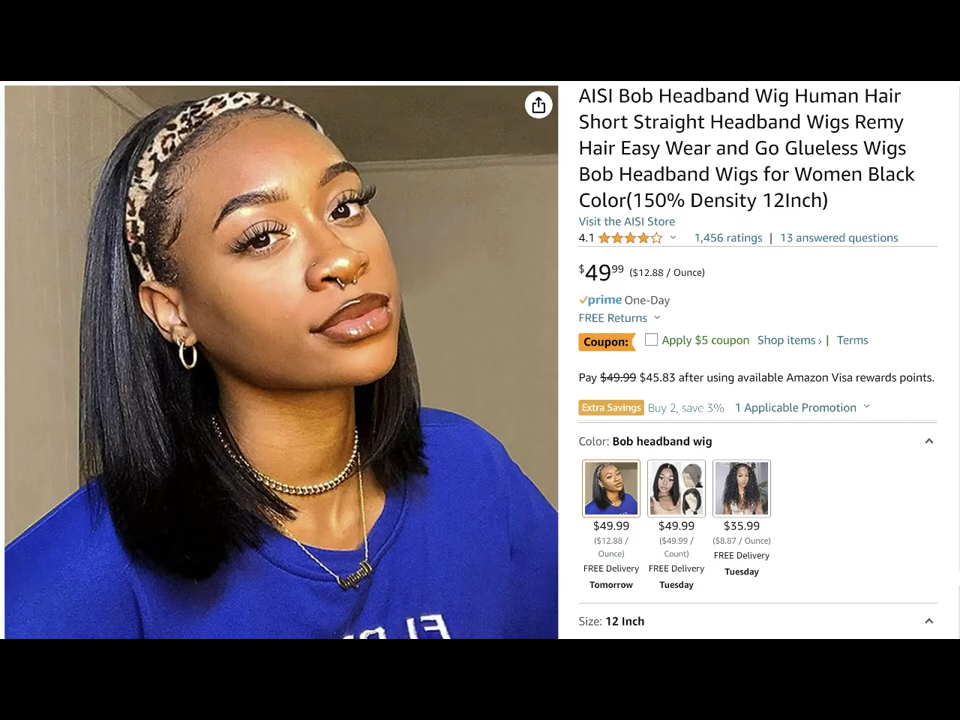 AISI Bob Headband Wig Human Hair
Short Straight Headband Wigs Remy
Hair Easy Wear and Go Glueless Wigs
Bob Headband Wigs for Women Black
Color(150% Density 12Inch)
Visit the AISI Store
4.1 1,456 ratings | 13 answered questions
$49.99 ($12.88 / Ounce)
prime One-Day
FREE Returns
Coupon: Apply $5 coupon Shop items › | Terms
Pay $49.99 $45.83 after using available Amazon Visa rewards points.
Extra Savings Buy 2, save 3% 1 Applicable Promotion
Color: Bob headband wig
$49.99 $49.99 $35.99
($12.88 / Ounce) ($49.99 / Count) ($8.87 / Ounce)
FREE Delivery FREE Delivery FREE Delivery
Tomorrow Tuesday Tuesday
Size: 12 Inch